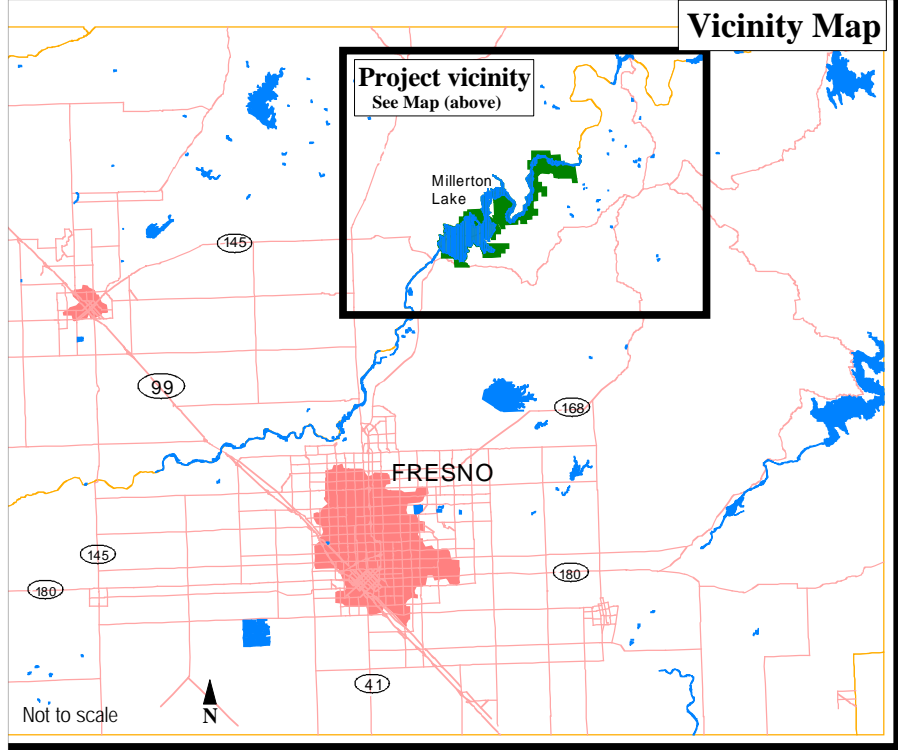 Vicinity Map
Project vicinity
See Map (above)
Millerton
Lake
145
99
168
FRESNO
145
180
180
41
Not to scale
N